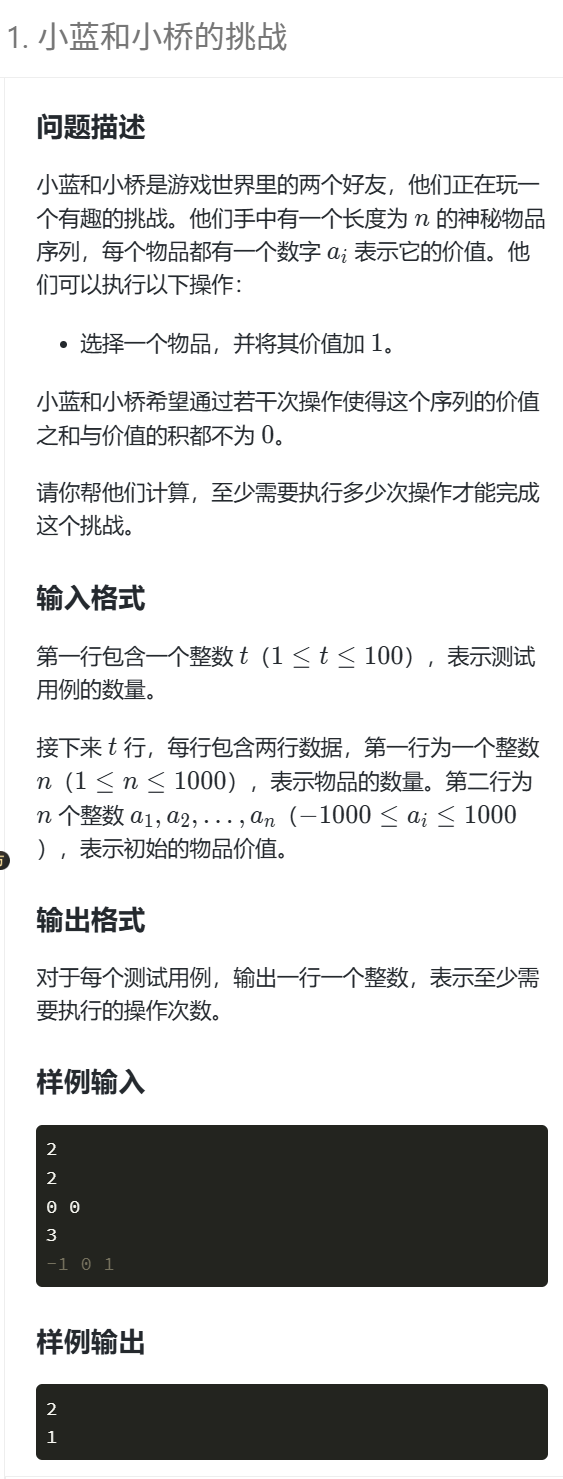 1. 小蓝和小桥的挑战
问题描述
小蓝和小桥是游戏世界里的两个好友，他们正在玩一
个有趣的挑战。他们手中有一个长度为 n 的神秘物品
序列，每个物品都有一个数字 a_i 表示它的价值。他
们可以执行以下操作：
• 选择一个物品，并将其价值加 1。
小蓝和小桥希望通过若干次操作使得这个序列的价值
之和与价值的积都不为 0。
请你帮他们计算，至少需要执行多少次操作才能完成
这个挑战。
输入格式
第一行包含一个整数 t（1 ≤ t ≤ 100），表示测试
用例的数量。
接下来 t 行，每行包含两行数据，第一行为一个整数
n（1 ≤ n ≤ 1000），表示物品的数量。第二行为
n 个整数 a_1, a_2, . . . , a_n（−1000 ≤ a_i ≤ 1000
），表示初始的物品价值。
输出格式
对于每个测试用例，输出一行一个整数，表示至少需
要执行的操作次数。
样例输入
2
2
0 0
3
-1 0 1
样例输出
2
1